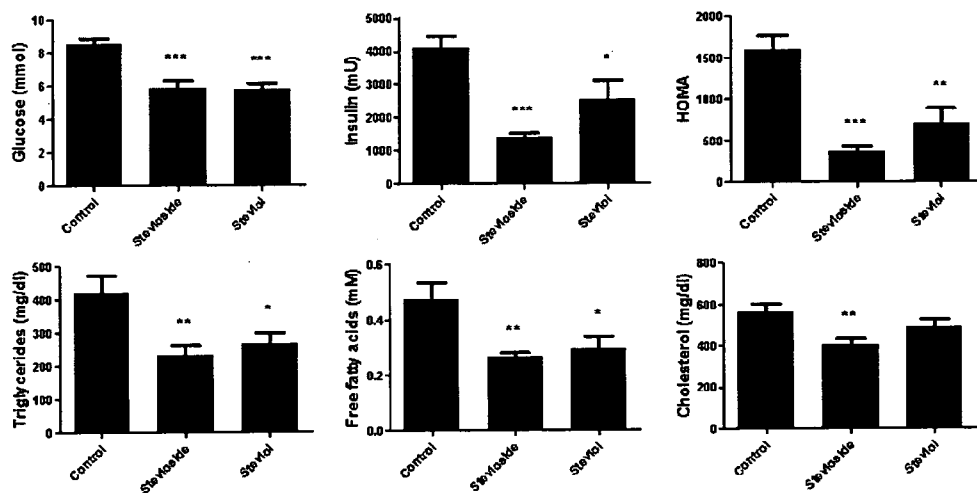 Glucose (mmol)
10
8
6
4
2
0
***
***
Control
Stevioside
Steviol
Insulin (mU)
5000
4000
3000
2000
1000
0
***
*
Control
Stevioside
Steviol
HOMA
1500
500
0
***
**
Control
Stevioside
Steviol
Triglycerides (mg/dl)
500
400
300
200
100
0
**
*
Control
Stevioside
Steviol
Free fatty acids (mM)
0.6
0.4
0.2
0.0
**
*
Control
Stevioside
Steviol
Cholesterol (mg/dl)
800
600
400
200
0
**
Control
Stevioside
Steviol